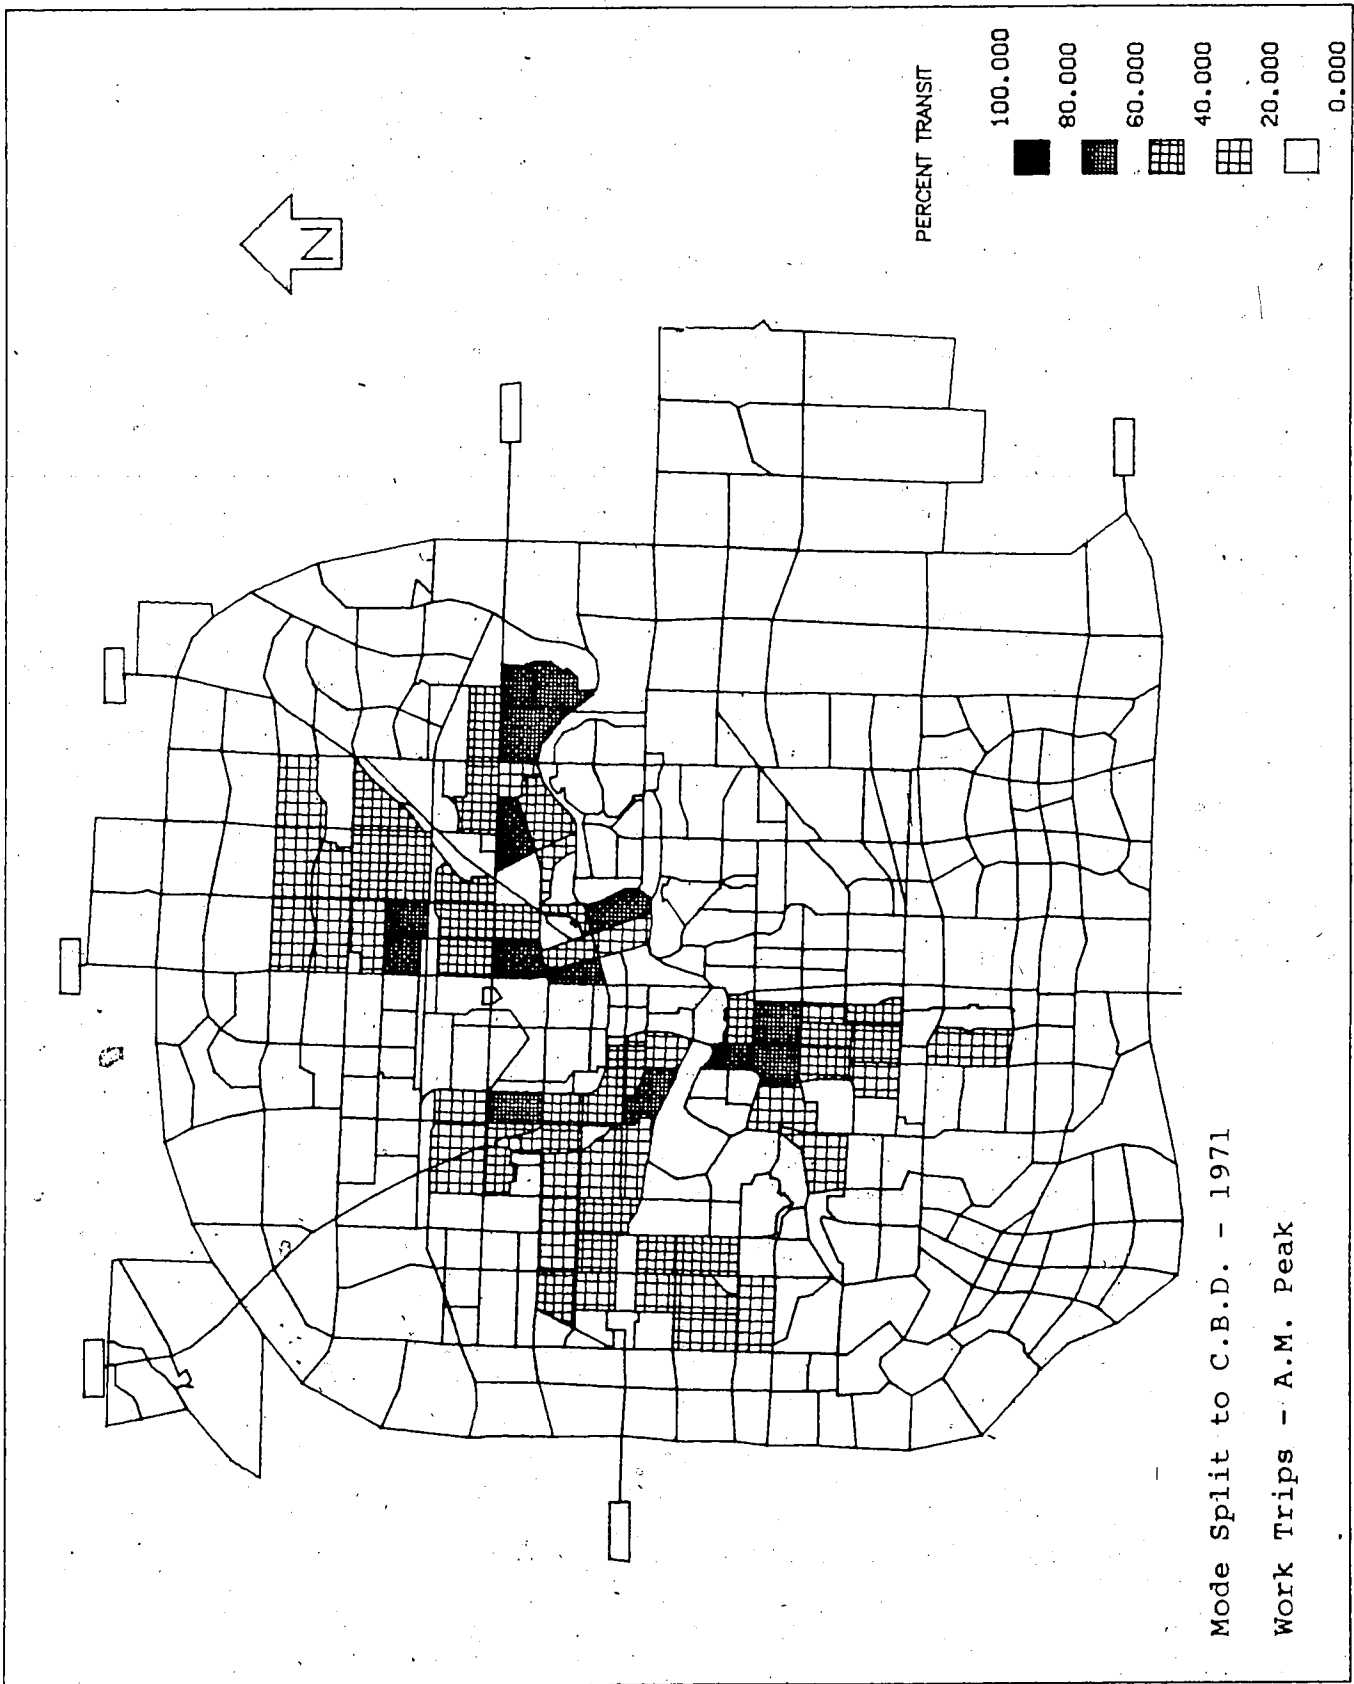 N
PERCENT TRANSIT
100.000
80.000
60.000
40.000
20.000
0.000
Mode Split to C.B.D. - 1971
Work Trips - A.M. Peak